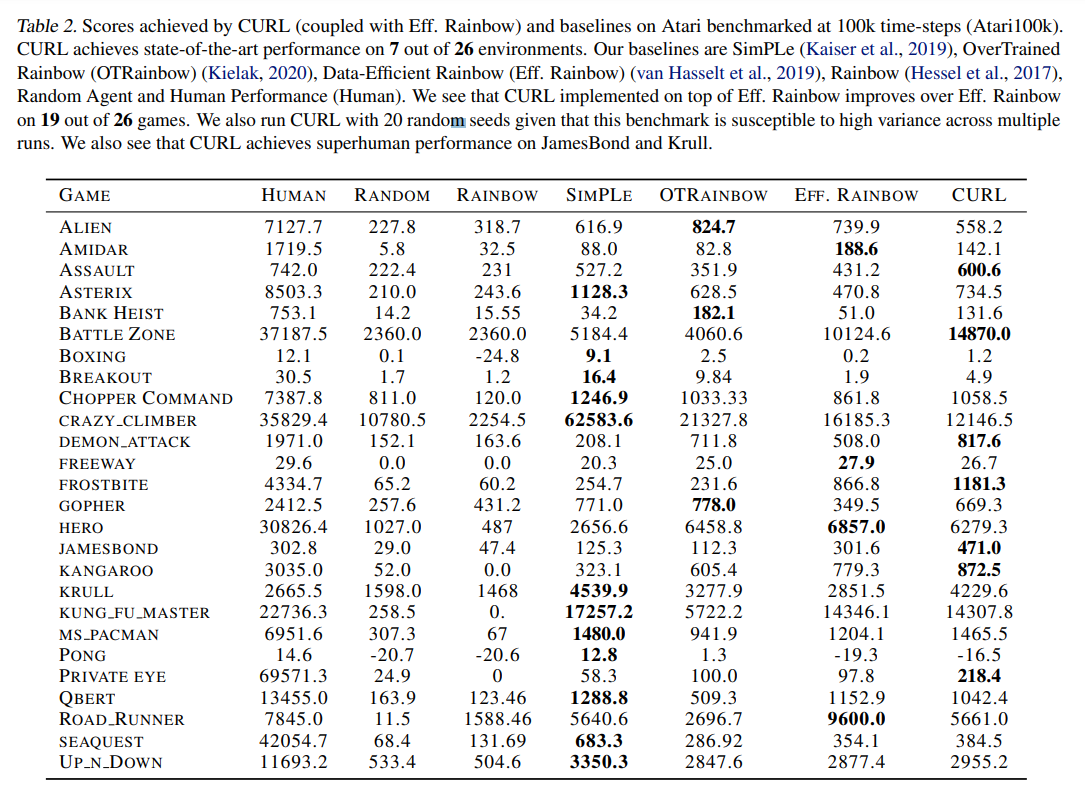 Table 2. Scores achieved by CURL (coupled with Eff. Rainbow) and baselines on Atari benchmarked at 100k time-steps (Atari100k).
CURL achieves state-of-the-art performance on 7 out of 26 environments. Our baselines are SimPLe (Kaiser et al., 2019), OverTrained
Rainbow (OTRainbow) (Kielak, 2020), Data-Efficient Rainbow (Eff. Rainbow) (van Hasselt et al., 2019), Rainbow (Hessel et al., 2017),
Random Agent and Human Performance (Human). We see that CURL implemented on top of Eff. Rainbow improves over Eff. Rainbow
on 19 out of 26 games. We also run CURL with 20 random seeds given that this benchmark is susceptible to high variance across multiple
runs. We also see that CURL achieves superhuman performance on JamesBond and Krull.
GAME HUMAN RANDOM RAINBOW SIMPLE OTRAINBOW EFF. RAINBOW CURL
ALIEN 7127.7 227.8 318.7 616.9 824.7 739.9 558.2
AMIDAR 1719.5 5.8 32.5 88.0 82.8 188.6 142.1
ASSAULT 742.0 222.4 231 527.2 351.9 431.2 600.6
ASTERIX 8503.3 210.0 243.6 1128.3 628.5 470.8 734.5
BANK HEIST 753.1 14.2 15.55 34.2 182.1 51.0 131.6
BATTLE ZONE 37187.5 2360.0 2360.0 5184.4 4060.6 10124.6 14870.0
BOXING 12.1 0.1 -24.8 9.1 2.5 0.2 1.2
BREAKOUT 30.5 1.7 1.2 16.4 9.84 1.9 4.9
CHOPPER COMMAND 7387.8 811.0 120.0 1246.9 1033.33 861.8 1058.5
CRAZY_CLIMBER 35829.4 10780.5 2254.5 62583.6 21327.8 16185.3 12146.5
DEMON_ATTACK 1971.0 152.1 163.6 208.1 711.8 508.0 817.6
FREEWAY 29.6 0.0 0.0 20.3 25.0 27.9 26.7
FROSTBITE 4334.7 65.2 60.2 254.7 231.6 866.8 1181.3
GOPHER 2412.5 257.6 431.2 771.0 778.0 349.5 669.3
HERO 30826.4 1027.0 487 2656.6 6458.8 6857.0 6279.3
JAMESBOND 302.8 29.0 47.4 125.3 112.3 301.6 471.0
KANGAROO 3035.0 52.0 0.0 323.1 605.4 779.3 872.5
KRULL 2665.5 1598.0 1468 4539.9 3277.9 2851.5 4229.6
KUNG_FU_MASTER 22736.3 258.5 0. 17257.2 5722.2 14346.1 14307.8
MS_PACMAN 6951.6 307.3 67 1480.0 941.9 1204.1 1465.5
PONG 14.6 -20.7 -20.6 12.8 1.3 -19.3 -16.5
PRIVATE EYE 69571.3 24.9 0 58.3 100.0 97.8 218.4
QBERT 13455.0 163.9 123.46 1288.8 509.3 1152.9 1042.4
ROAD_RUNNER 7845.0 11.5 1588.46 5640.6 2696.7 9600.0 5661.0
SEAQUEST 42054.7 68.4 131.69 683.3 286.92 354.1 384.5
UP_N_DOWN 11693.2 533.4 504.6 3350.3 2847.6 2877.4 2955.2